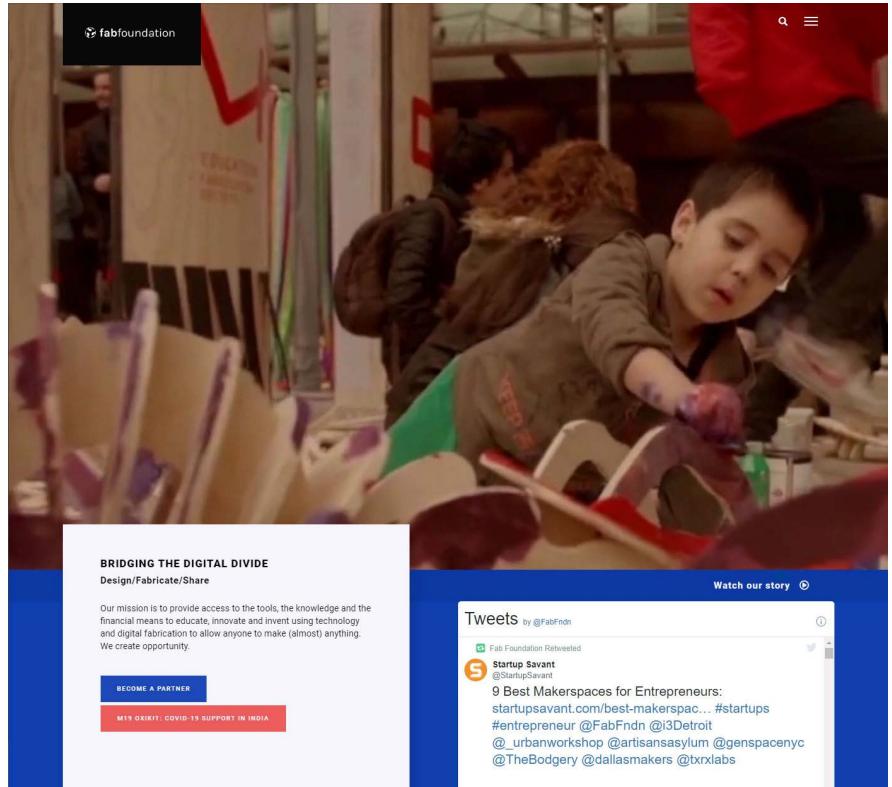 fabfoundation
BRIDGING THE DIGITAL DIVIDE
Design/Fabricate/Share
Our mission is to provide access to the tools, the knowledge and the
financial means to educate, innovate and invent using technology
and digital fabrication to allow anyone to make (almost) anything.
We create opportunity.
BECOME A PARTNER
M19 OXIKIT: COVID-19 SUPPORT IN INDIA
Watch our story
Tweets by @FabFndn
Fab Foundation Retweeted
Startup Savant
@StartupSavant
9 Best Makerspaces for Entrepreneurs:
startupsavant.com/best-makerspac… #startups
#entrepreneur @FabFndn @i3Detroit
@_urbanworkshop @artisansasylum @genspacenyc
@TheBodgery @dallasmakers @txrxlabs